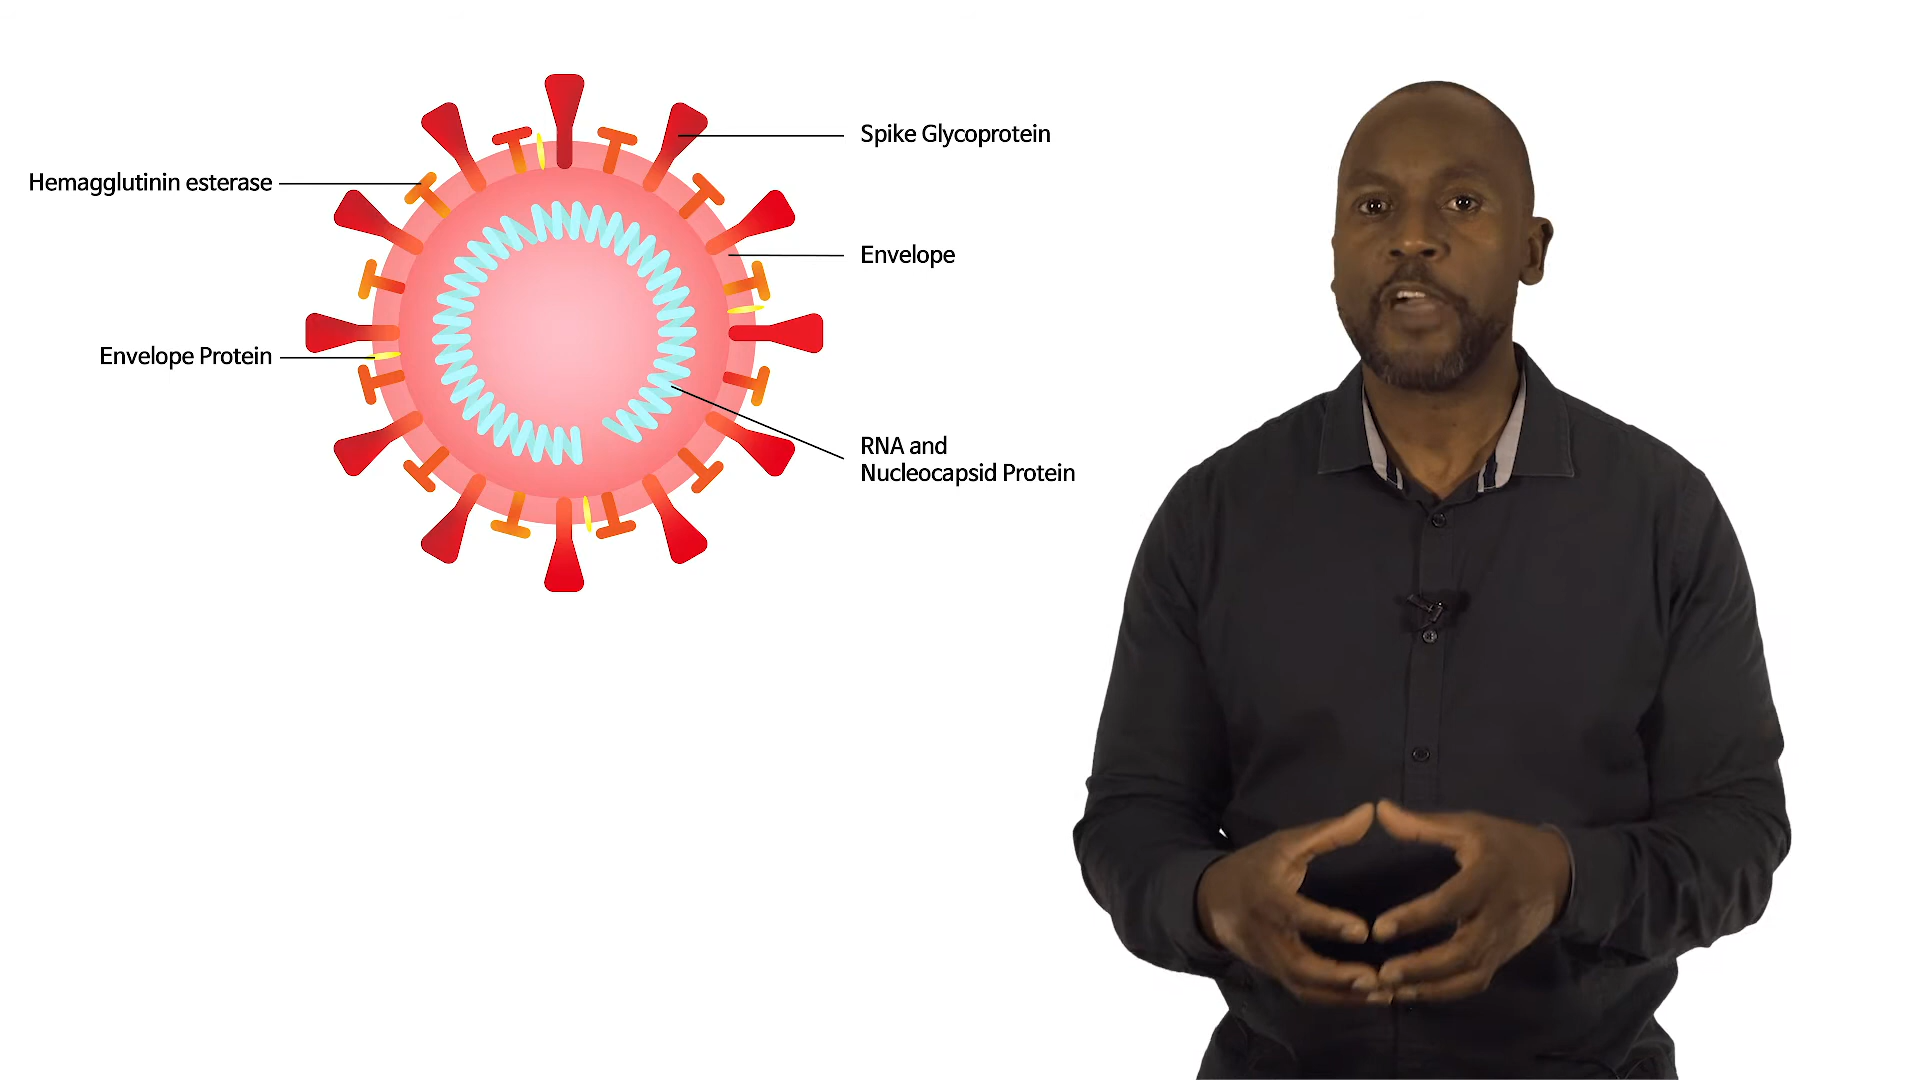 Spike Glycoprotein
Hemagglutinin esterase
Envelope
Envelope Protein
RNA and
Nucleocapsid Protein